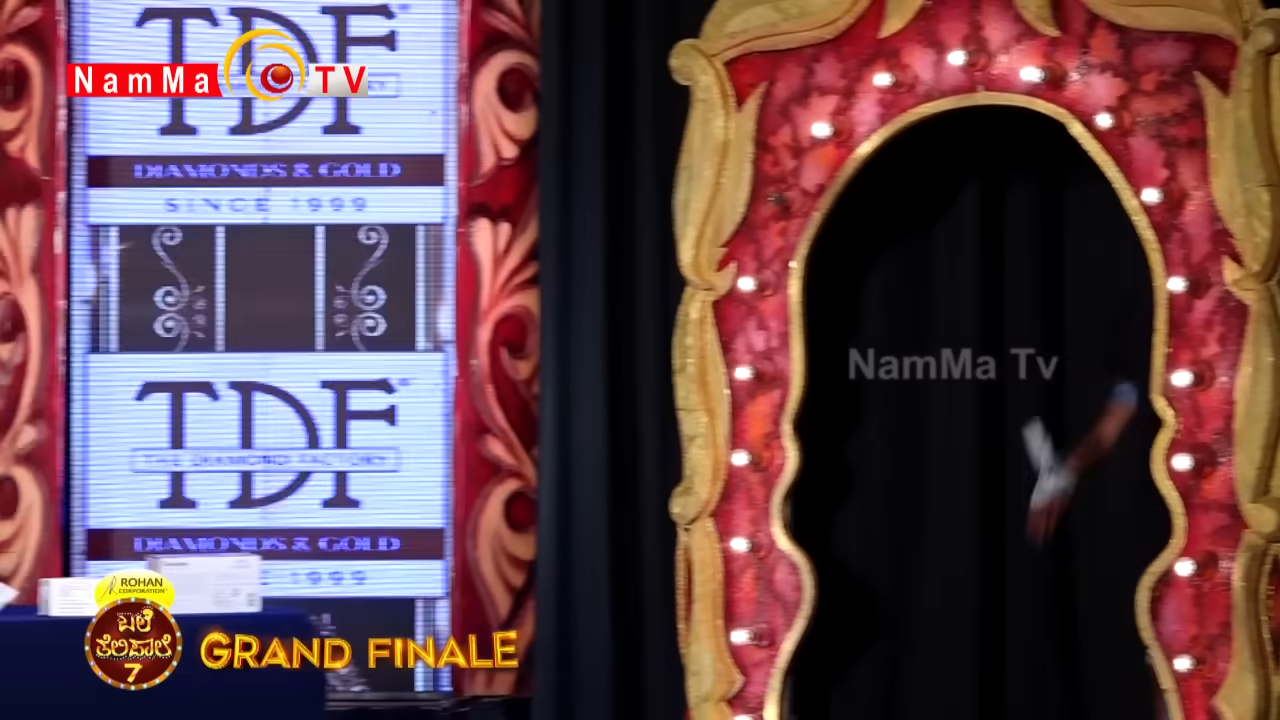 TDF
NamMa TV
DIAMONDS & GOLD
SINCE 1999
TDF
THE DIAMOND FACTORY
DIAMONDS & GOLD
1999
NamMa Tv
ROHAN
CORPORATION
ಬಲೆ
ತೆಲಿಪಾಲೆ
7
GRAND FINALE